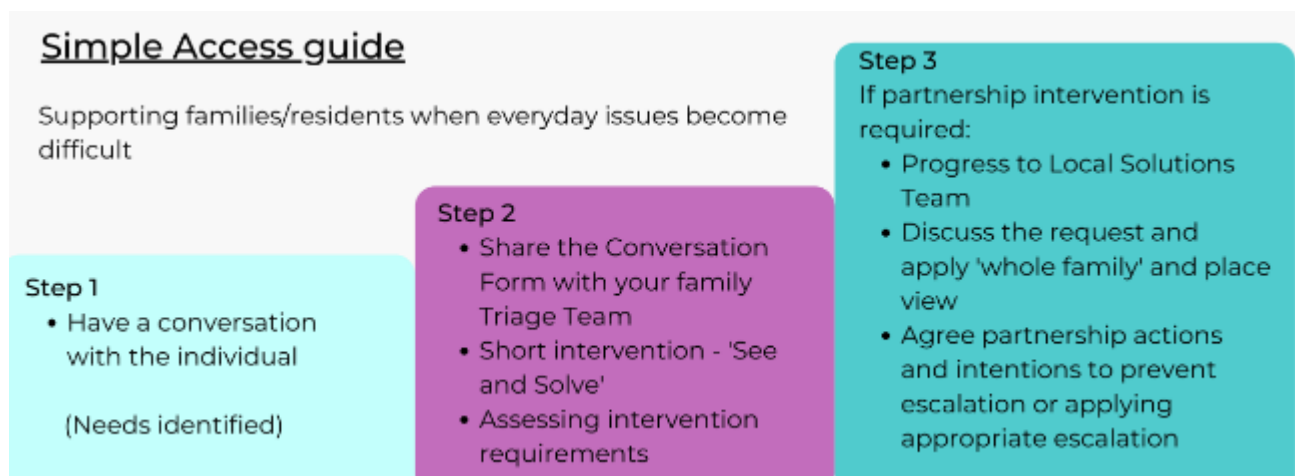 Simple Access guide
Supporting families/residents when everyday issues become
difficult
Step 1
• Have a conversation
with the individual
(Needs identified)
Step 2
• Share the Conversation
Form with your family
Triage Team
• Short intervention - 'See
and Solve'
• Assessing intervention
requirements
Step 3
If partnership intervention is
required:
• Progress to Local Solutions
Team
• Discuss the request and
apply 'whole family' and place
view
• Agree partnership actions
and intentions to prevent
escalation or applying
appropriate escalation